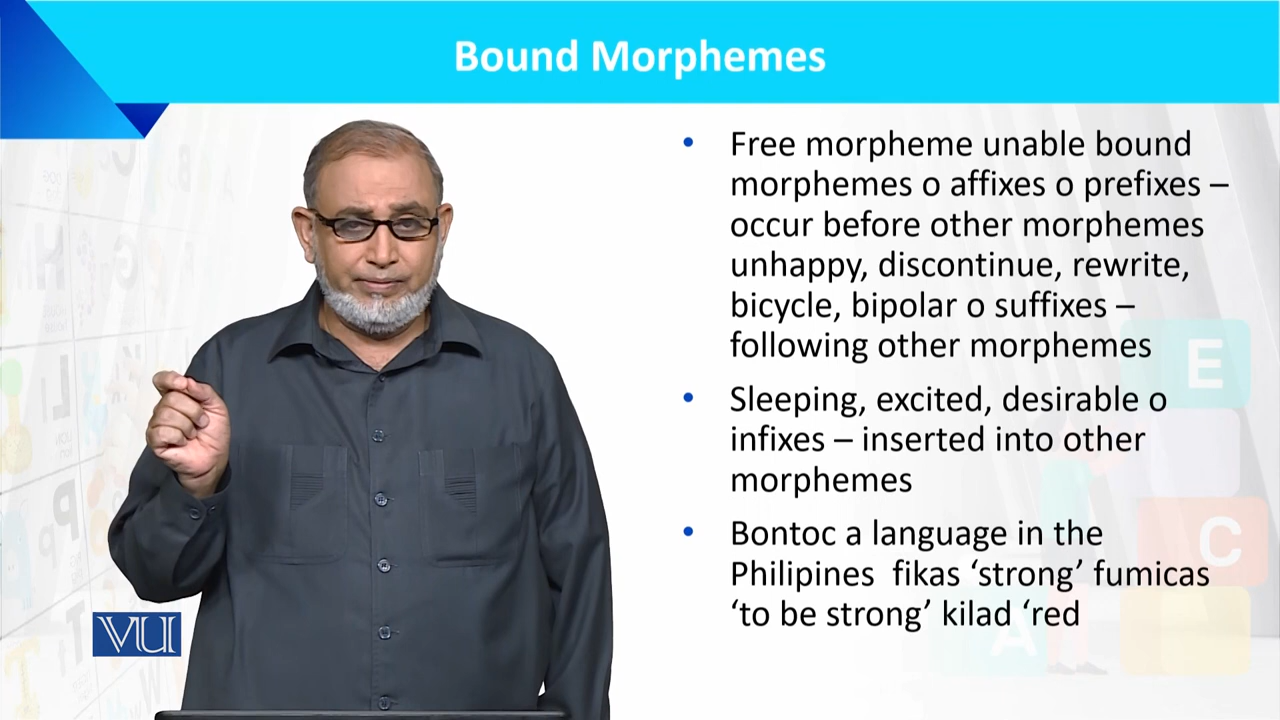 Bound Morphemes
Free morpheme unable bound
morphemes o affixes o prefixes –
occur before other morphemes
unhappy, discontinue, rewrite,
bicycle, bipolar o suffixes –
following other morphemes
Sleeping, excited, desirable o
infixes – inserted into other
morphemes
Bontoc a language in the
Philipines fikas ‘strong’ fumicas
‘to be strong’ kilad ‘red
VU
E
C
A